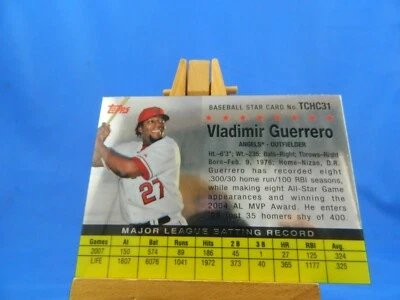 BASEBALL STAR CARD No. TCHC31
Topps
Vladimir Guerrero
ANGELS® - OUTFIELDER
Ht.-6'3"; Wt.-235; Bats-Right; Throws-Right
Born-Feb. 9, 1976; Home-Nizao, D.R.
Guerrero has recorded eight
.300/30 home run/100 RBI seasons,
while making eight All-Star Game
appearances and winning the
2004 AL MVP Award. He enters
just 35 homers shy of 400.
27
MAJOR LEAGUE BATTING RECORD
Games At Bat Runs Hits 2B 3B HR RBI Avg.
2007 150 574 89 186 45 1 27 125 .324
LIFE 1607 6078 1041 1972 373 40 365 1177 .325